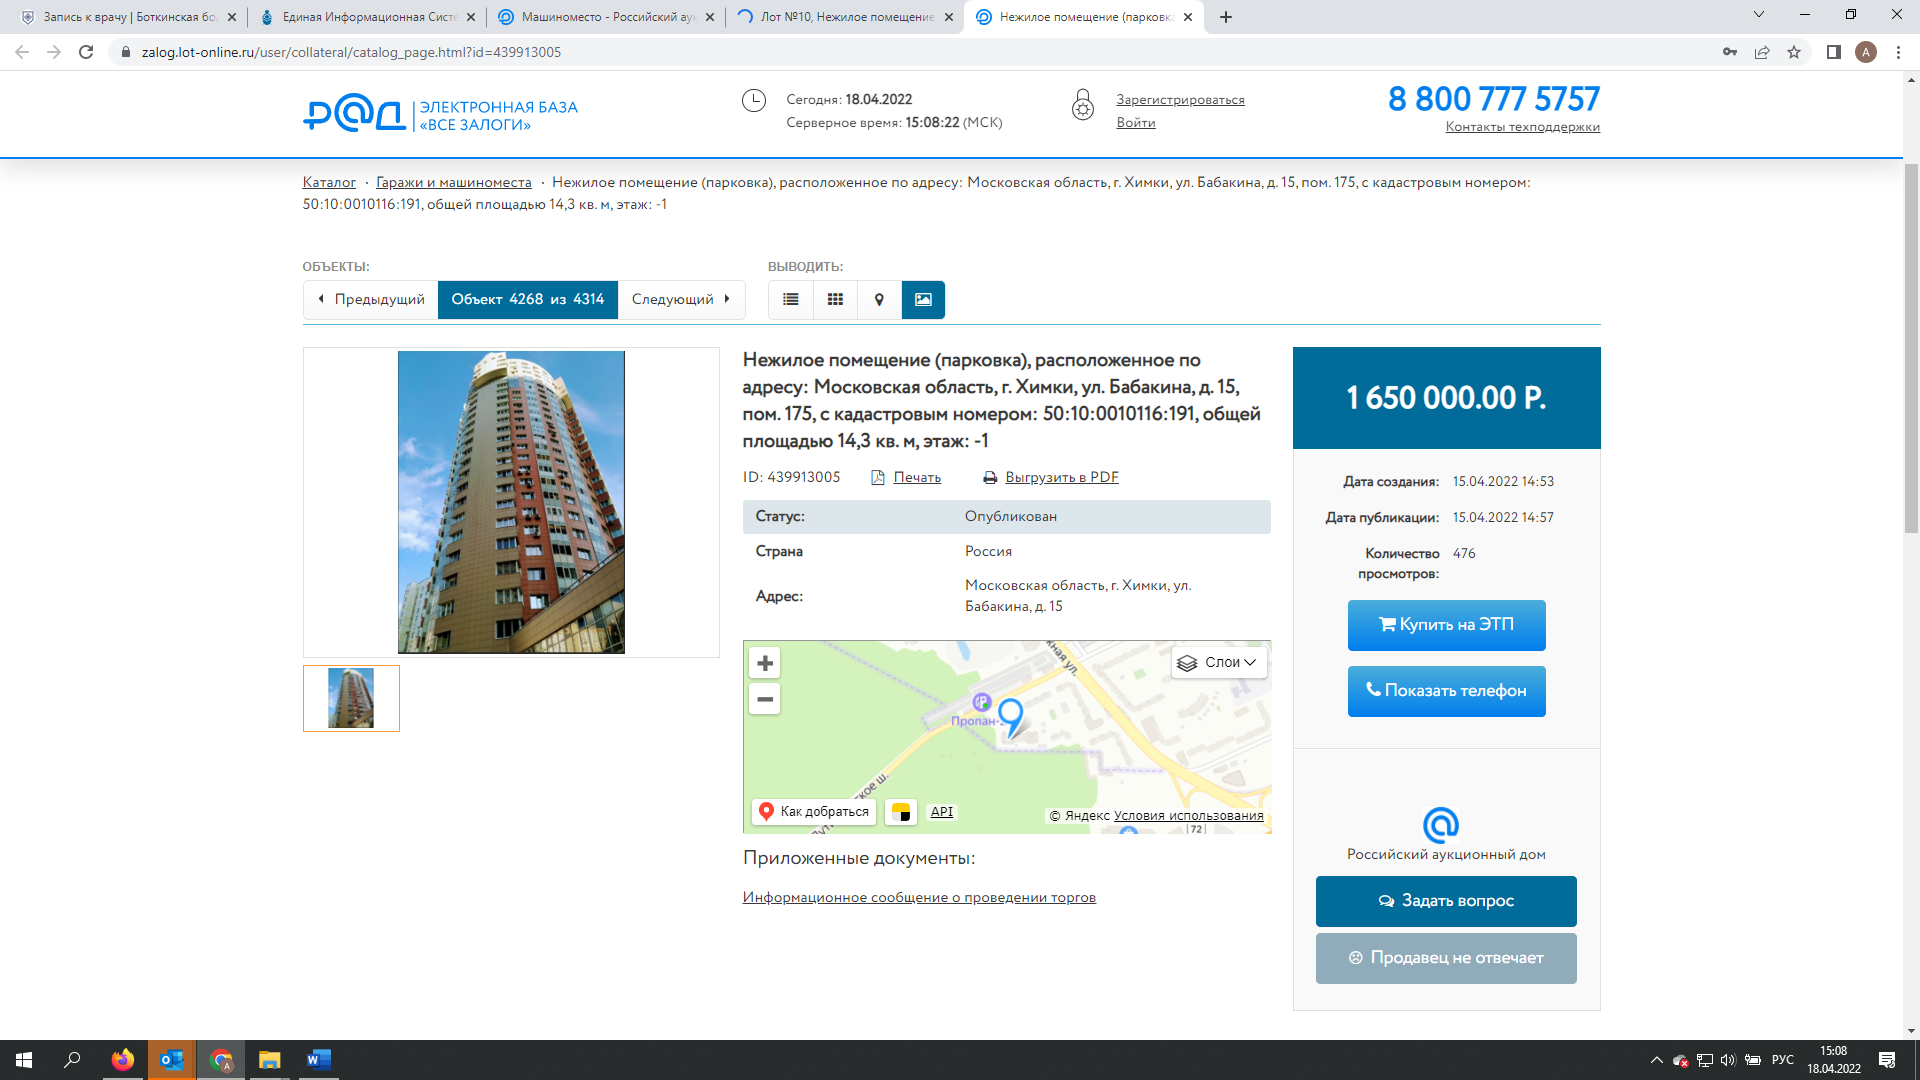 Запись к врачу | Боткинская бо
Единая Информационная Систе
Машиноместо - Российский аук
Лот №10, Нежилое помещение
Нежилое помещение (парковка
zalog.lot-online.ru/user/collateral/catalog_page.html?id=439913005
A
РАД
ЭЛЕКТРОННАЯ БАЗА
«ВСЕ ЗАЛОГИ»
Сегодня: 18.04.2022
Серверное время: 15:08:22 (МСК)
Зарегистрироваться
Войти
8 800 777 5757
Контакты техподдержки
Каталог · Гаражи и машиноместа · Нежилое помещение (парковка), расположенное по адресу: Московская область, г. Химки, ул. Бабакина, д. 15, пом. 175, с кадастровым номером:
50:10:0010116:191, общей площадью 14,3 кв. м, этаж: -1
ОБЪЕКТЫ:
ВЫВОДИТЬ:
Предыдущий
Объект 4268 из 4314
Следующий
Нежилое помещение (парковка), расположенное по
адресу: Московская область, г. Химки, ул. Бабакина, д. 15,
пом. 175, с кадастровым номером: 50:10:0010116:191, общей
площадью 14,3 кв. м, этаж: -1
ID: 439913005
Печать
Выгрузить в PDF
Статус: Опубликован
Страна Россия
Адрес: Московская область, г. Химки, ул.
Бабакина, д. 15
Слои
Пропан-
жная ул.
кое ш.
Как добраться
API
© Яндекс Условия использования
72
Приложенные документы:
Информационное сообщение о проведении торгов
1 650 000.00 Р.
Дата создания: 15.04.2022 14:53
Дата публикации: 15.04.2022 14:57
Количество 476
просмотров:
Купить на ЭТП
Показать телефон
Российский аукционный дом
Задать вопрос
Продавец не отвечает
РУС
15:08
18.04.2022